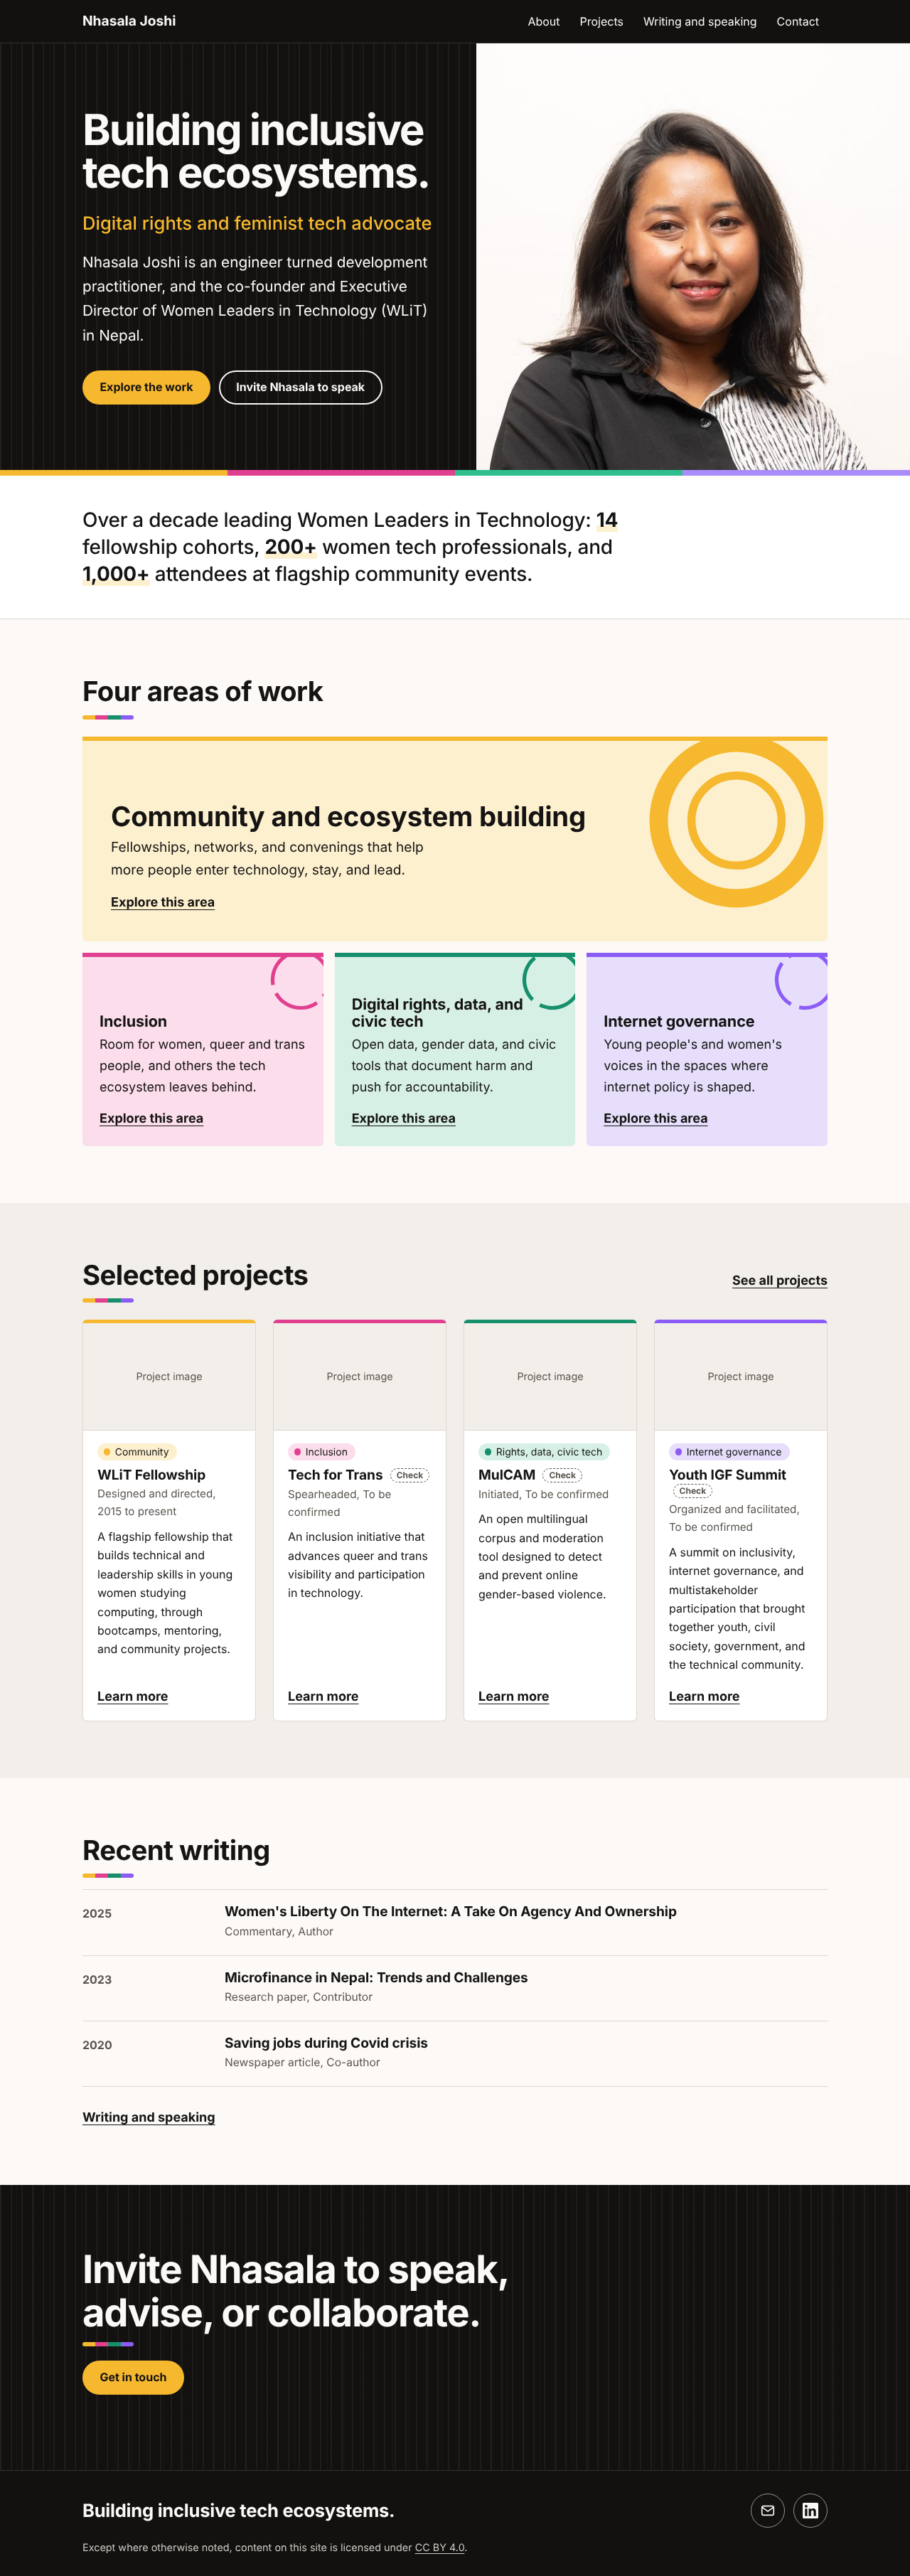 Nhasala Joshi
About Projects Writing and speaking Contact
Building inclusive
tech ecosystems.
Digital rights and feminist tech advocate
Nhasala Joshi is an engineer turned development
practitioner, and the co-founder and Executive
Director of Women Leaders in Technology (WLiT)
in Nepal.
Explore the work
Invite Nhasala to speak
Over a decade leading Women Leaders in Technology: 14
fellowship cohorts, 200+ women tech professionals, and
1,000+ attendees at flagship community events.
Four areas of work
Community and ecosystem building
Fellowships, networks, and convenings that help
more people enter technology, stay, and lead.
Explore this area
Inclusion
Room for women, queer and trans
people, and others the tech
ecosystem leaves behind.
Explore this area
Digital rights, data, and
civic tech
Open data, gender data, and civic
tools that document harm and
push for accountability.
Explore this area
Internet governance
Young people's and women's
voices in the spaces where
internet policy is shaped.
Explore this area
Selected projects
See all projects
Project image
Community
WLiT Fellowship
Designed and directed,
2015 to present
A flagship fellowship that
builds technical and
leadership skills in young
women studying
computing, through
bootcamps, mentoring,
and community projects.
Learn more
Project image
Inclusion
Tech for Trans Check
Spearheaded, To be
confirmed
An inclusion initiative that
advances queer and trans
visibility and participation
in technology.
Learn more
Project image
Rights, data, civic tech
MulCAM Check
Initiated, To be confirmed
An open multilingual
corpus and moderation
tool designed to detect
and prevent online
gender-based violence.
Learn more
Project image
Internet governance
Youth IGF Summit
Check
Organized and facilitated,
To be confirmed
A summit on inclusivity,
internet governance, and
multistakeholder
participation that brought
together youth, civil
society, government, and
the technical community.
Learn more
Recent writing
2025
Women's Liberty On The Internet: A Take On Agency And Ownership
Commentary, Author
2023
Microfinance in Nepal: Trends and Challenges
Research paper, Contributor
2020
Saving jobs during Covid crisis
Newspaper article, Co-author
Writing and speaking
Invite Nhasala to speak,
advise, or collaborate.
Get in touch
Building inclusive tech ecosystems.
in
Except where otherwise noted, content on this site is licensed under CC BY 4.0.